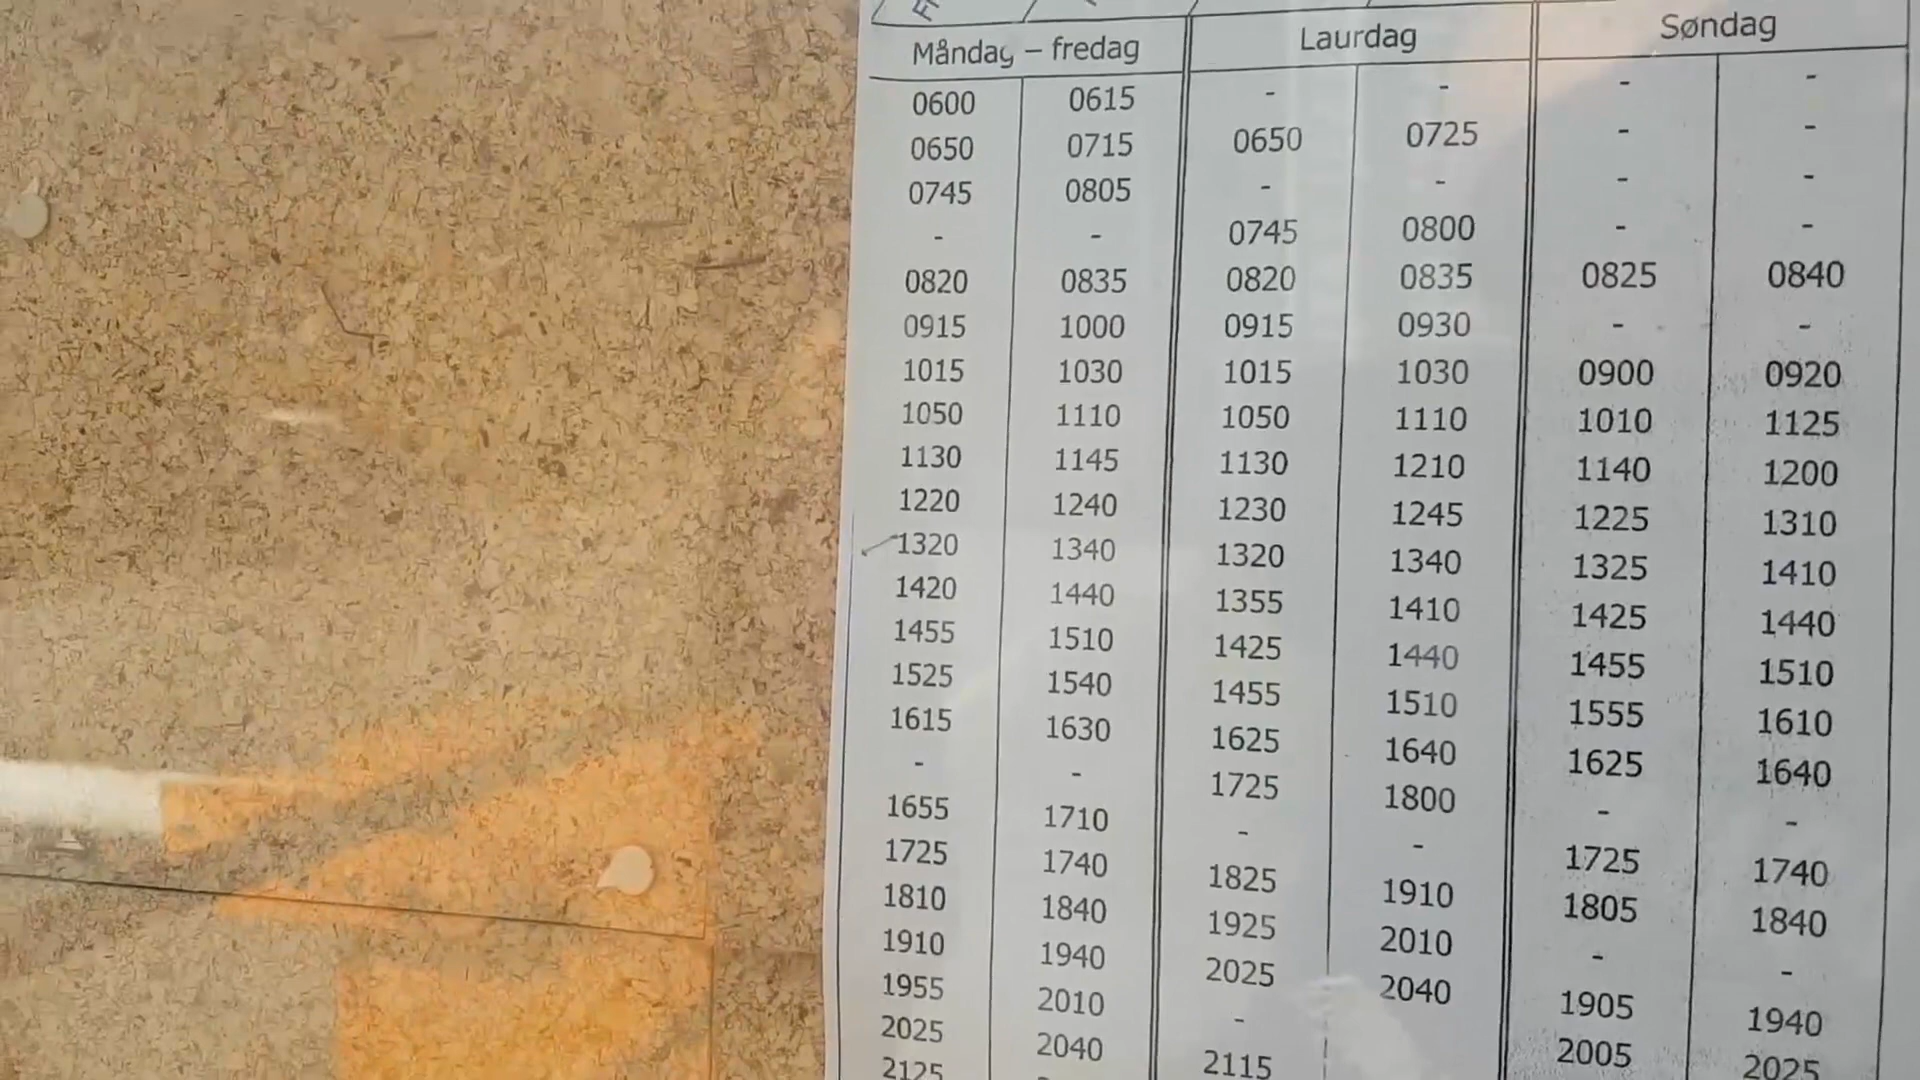 Måndag – fredag Laurdag Søndag
0600 0615 - - - -
0650 0715 0650 0725 - -
0745 0805 - - - -
- - 0745 0800 - -
0820 0835 0820 0835 0825 0840
0915 1000 0915 0930 - -
1015 1030 1015 1030 0900 0920
1050 1110 1050 1110 1010 1125
1130 1145 1130 1210 1140 1200
1220 1240 1230 1245 1225 1310
1320 1340 1320 1340 1325 1410
1420 1440 1355 1410 1425 1440
1455 1510 1425 1440 1455 1510
1525 1540 1455 1510 1555 1610
1615 1630 1625 1640 1625 1640
- - 1725 1800 - -
1655 1710 - - 1725 1740
1725 1740 1825 1910 1805 1840
1810 1840 1925 2010 - -
1910 1940 2025 2040 1905 1940
1955 2010 - 2005 2025
2025 2040 2115
2125